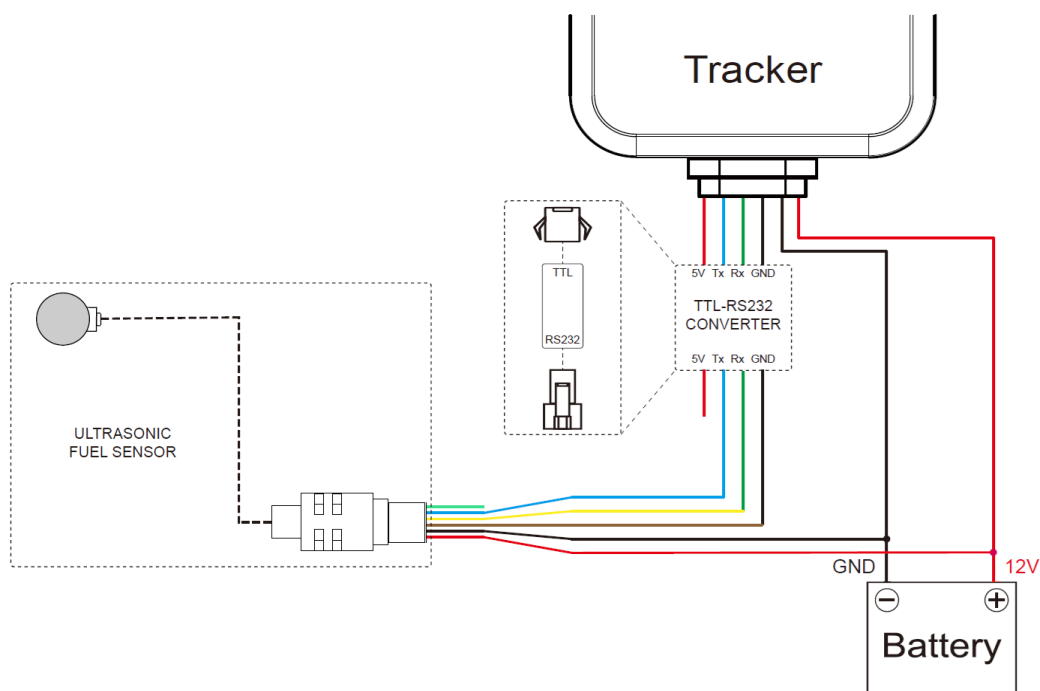 Tracker
TTL
RS232
5V Tx Rx GND
TTL-RS232
CONVERTER
5V Tx Rx GND
ULTRASONIC
FUEL SENSOR
GND
12V
Battery